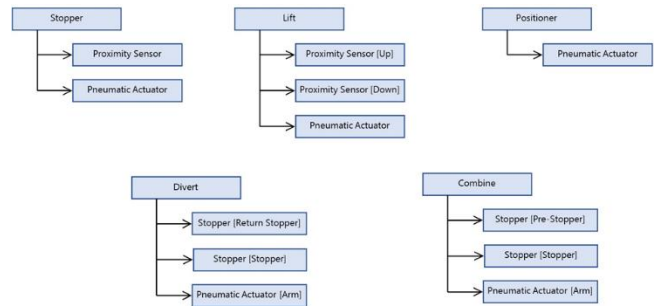 Stopper
Proximity Sensor
Pneumatic Actuator
Lift
Proximity Sensor [Up]
Proximity Sensor [Down]
Pneumatic Actuator
Positioner
Pneumatic Actuator
Divert
Stopper [Return Stopper]
Stopper [Stopper]
Pneumatic Actuator [Arm]
Combine
Stopper [Pre-Stopper]
Stopper [Stopper]
Pneumatic Actuator [Arm]